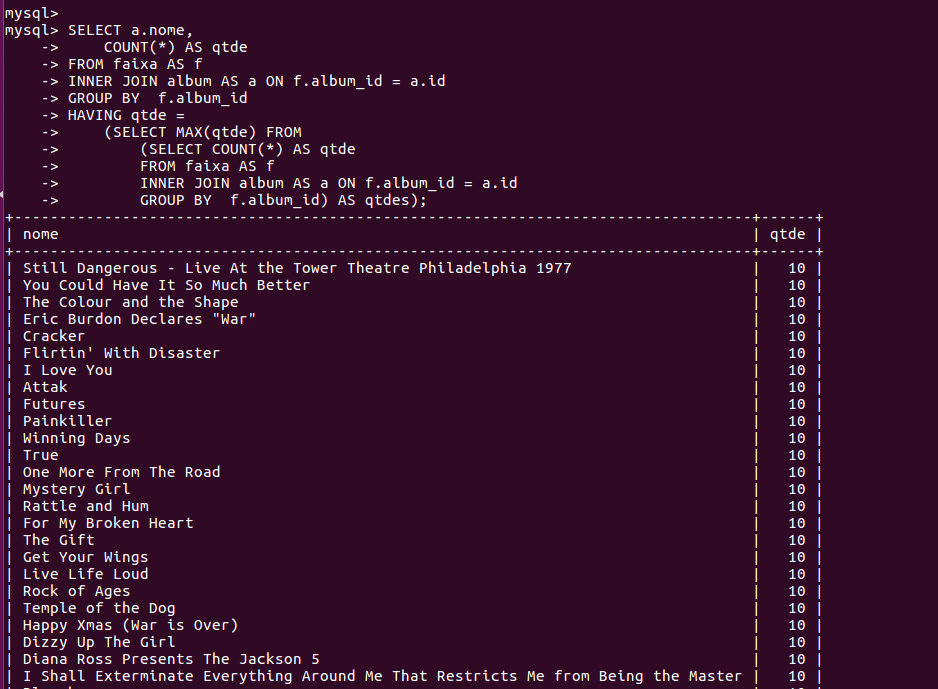 mysql>
mysql> SELECT a.nome,
    ->     COUNT(*) AS qtde
    -> FROM faixa AS f
    -> INNER JOIN album AS a ON f.album_id = a.id
    -> GROUP BY  f.album_id
    -> HAVING qtde =
    ->     (SELECT MAX(qtde) FROM
    ->         (SELECT COUNT(*) AS qtde
    ->         FROM faixa AS f
    ->         INNER JOIN album AS a ON f.album_id = a.id
    ->         GROUP BY  f.album_id) AS qtdes);
+----------------------------------------------------------------------------------+------+
| nome                                                                             | qtde |
+----------------------------------------------------------------------------------+------+
| Still Dangerous - Live At the Tower Theatre Philadelphia 1977                    |   10 |
| You Could Have It So Much Better                                                 |   10 |
| The Colour and the Shape                                                         |   10 |
| Eric Burdon Declares "War"                                                       |   10 |
| Cracker                                                                          |   10 |
| Flirtin' With Disaster                                                           |   10 |
| I Love You                                                                       |   10 |
| Attak                                                                            |   10 |
| Futures                                                                          |   10 |
| Painkiller                                                                       |   10 |
| Winning Days                                                                     |   10 |
| True                                                                             |   10 |
| One More From The Road                                                           |   10 |
| Mystery Girl                                                                     |   10 |
| Rattle and Hum                                                                   |   10 |
| For My Broken Heart                                                              |   10 |
| The Gift                                                                         |   10 |
| Get Your Wings                                                                   |   10 |
| Live Life Loud                                                                   |   10 |
| Rock of Ages                                                                     |   10 |
| Temple of the Dog                                                                |   10 |
| Happy Xmas (War is Over)                                                         |   10 |
| Dizzy Up The Girl                                                                |   10 |
| Diana Ross Presents The Jackson 5                                                |   10 |
| I Shall Exterminate Everything Around Me That Restricts Me from Being the Master |   10 |